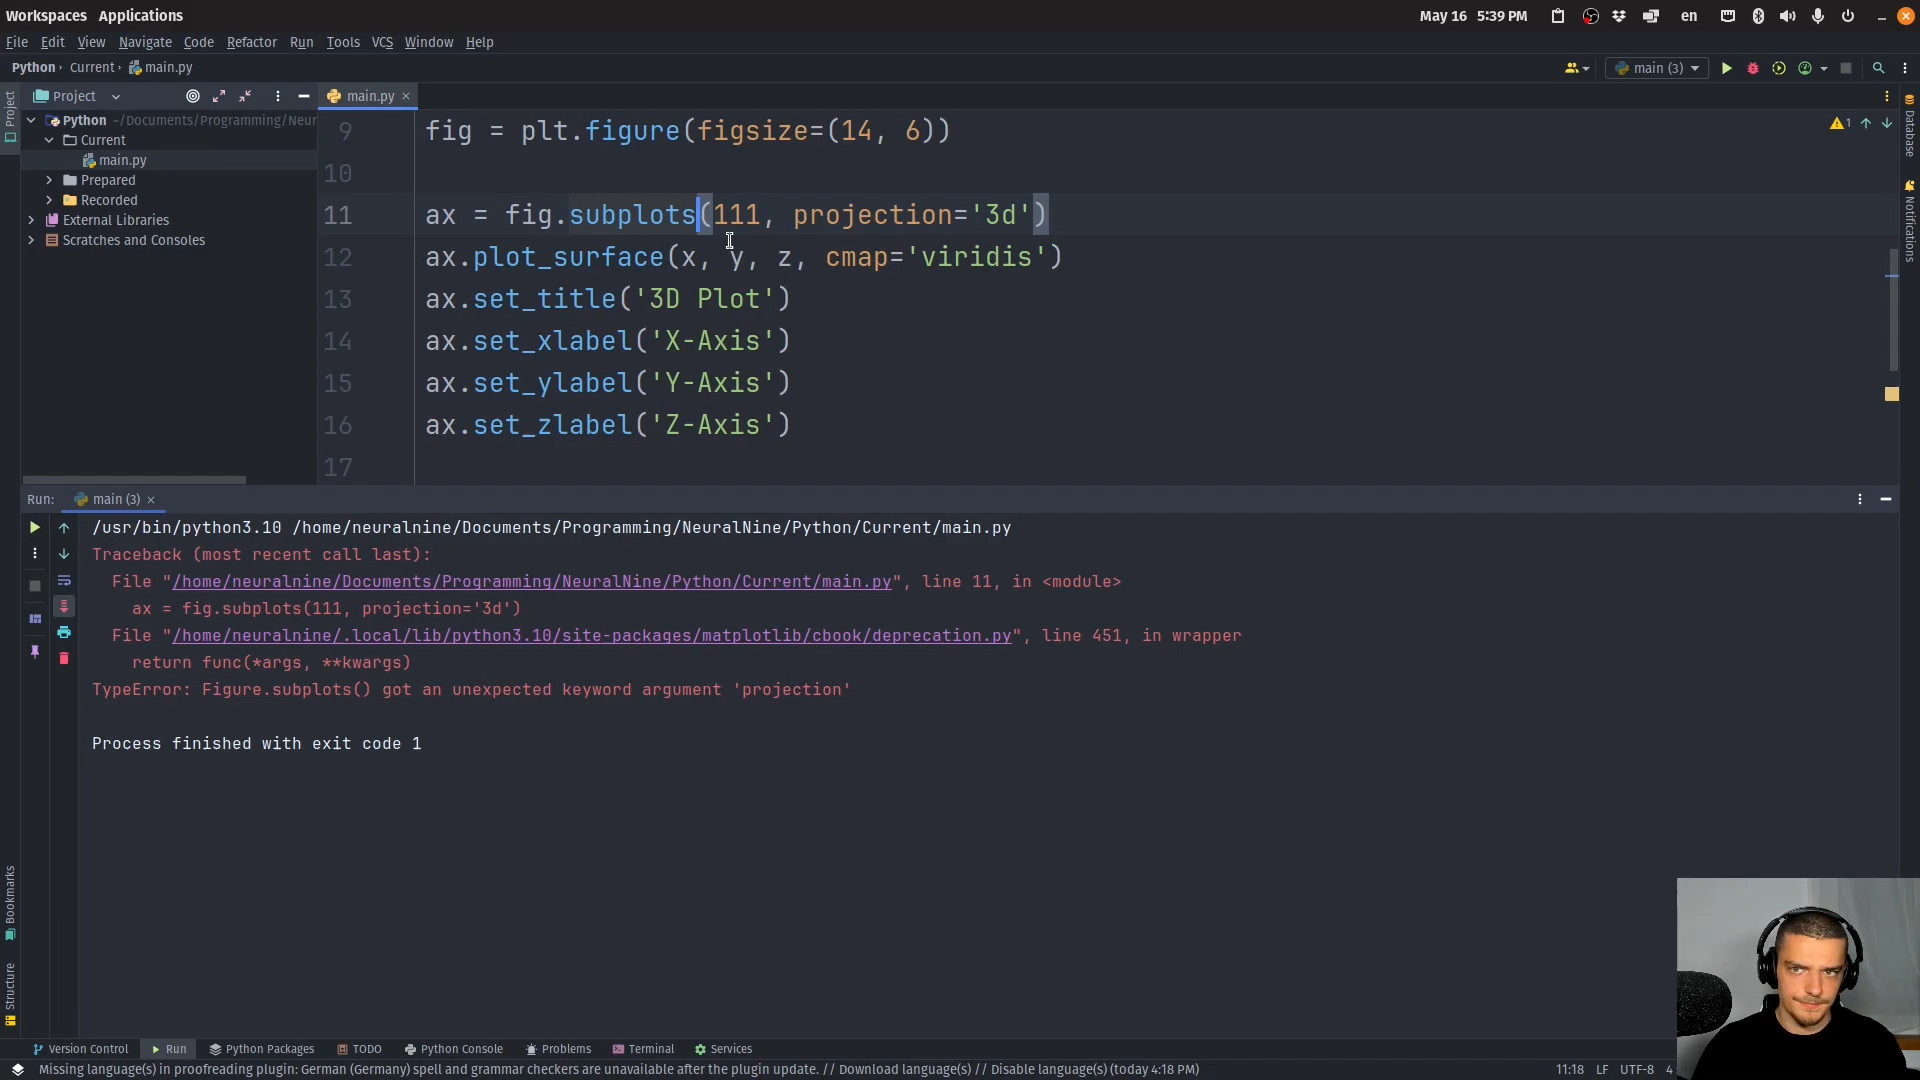 Workspaces Applications
May 16 5:39 PM
en
File Edit View Navigate Code Refactor Run Tools VCS Window Help
Python › Current › main.py
main (3)
Project
Project
main.py ×
1
Python ~/Documents/Programming/Neur
Current
main.py
Prepared
Recorded
External Libraries
Scratches and Consoles
9 fig = plt.figure(figsize=(14, 6))
10
11 ax = fig.subplots(111, projection='3d')
12 ax.plot_surface(x, y, z, cmap='viridis')
13 ax.set_title('3D Plot')
14 ax.set_xlabel('X-Axis')
15 ax.set_ylabel('Y-Axis')
16 ax.set_zlabel('Z-Axis')
17
Database
Notifications
Run: main (3) ×
/usr/bin/python3.10 /home/neuralnine/Documents/Programming/NeuralNine/Python/Current/main.py
Traceback (most recent call last):
File "/home/neuralnine/Documents/Programming/NeuralNine/Python/Current/main.py", line 11, in <module>
ax = fig.subplots(111, projection='3d')
File "/home/neuralnine/.local/lib/python3.10/site-packages/matplotlib/cbook/deprecation.py", line 451, in wrapper
return func(*args, **kwargs)
TypeError: Figure.subplots() got an unexpected keyword argument 'projection'
Process finished with exit code 1
Bookmarks
Structure
Version Control Run Python Packages TODO Python Console Problems Terminal Services
Missing language(s) in proofreading plugin: German (Germany) spell and grammar checkers are unavailable after the plugin update. // Download language(s) // Disable language(s) (today 4:18 PM)
11:18 LF UTF-8 4